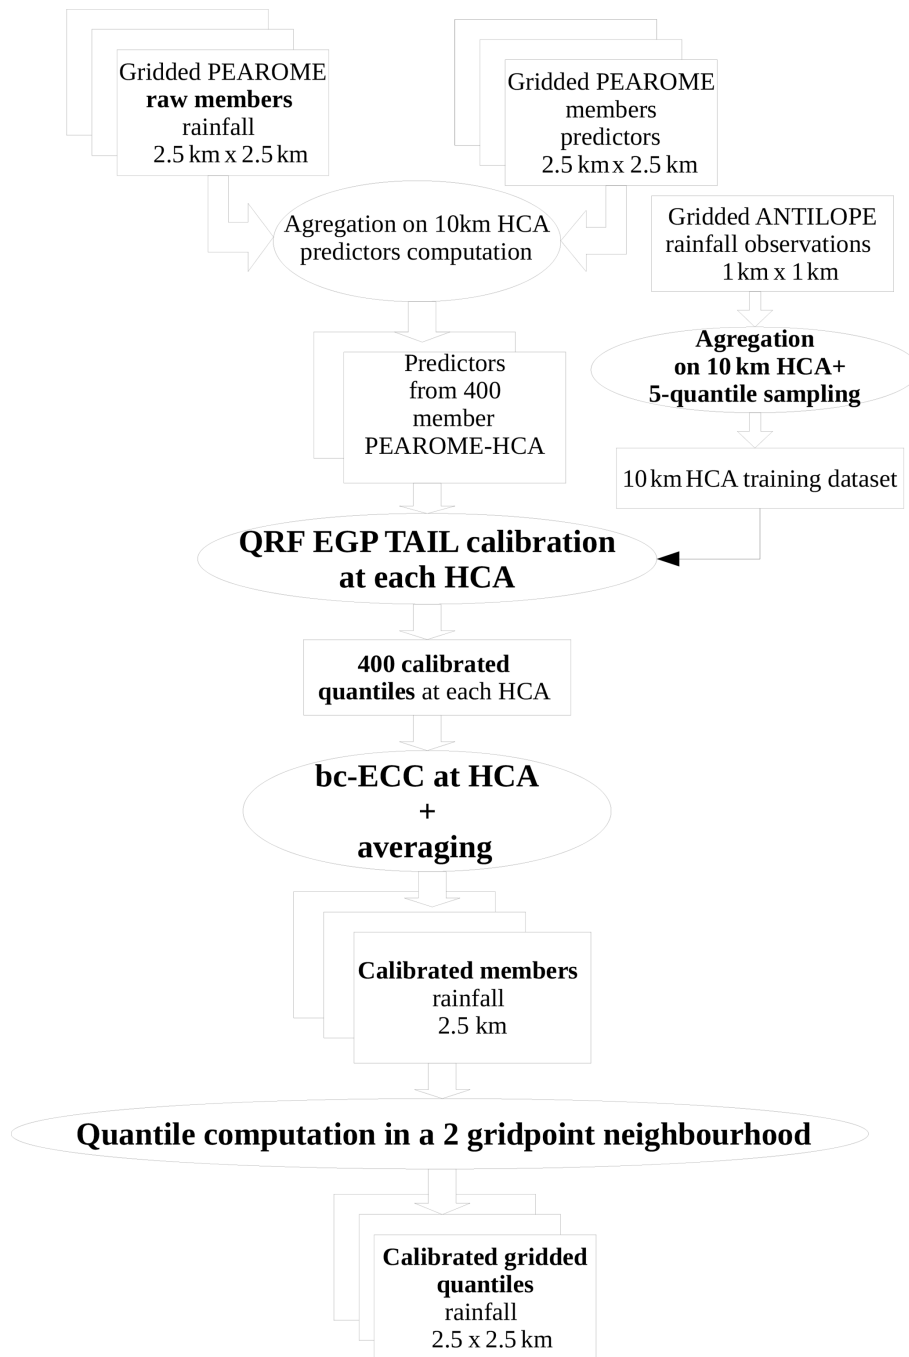 Gridded PEAROME
raw members
rainfall
2.5 km x 2.5 km
Gridded PEAROME
members
predictors
2.5 km x 2.5 km
Agregation on 10km HCA
predictors computation
Gridded ANTILOPE
rainfall observations
1 km x 1 km
Agregation
on 10 km HCA+
5-quantile sampling
Predictors
from 400
member
PEAROME-HCA
10 km HCA training dataset
QRF EGP TAIL calibration
at each HCA
400 calibrated
quantiles at each HCA
bc-ECC at HCA
+
averaging
Calibrated members
rainfall
2.5 km
Quantile computation in a 2 gridpoint neighbourhood
Calibrated gridded
quantiles
rainfall
2.5 x 2.5 km